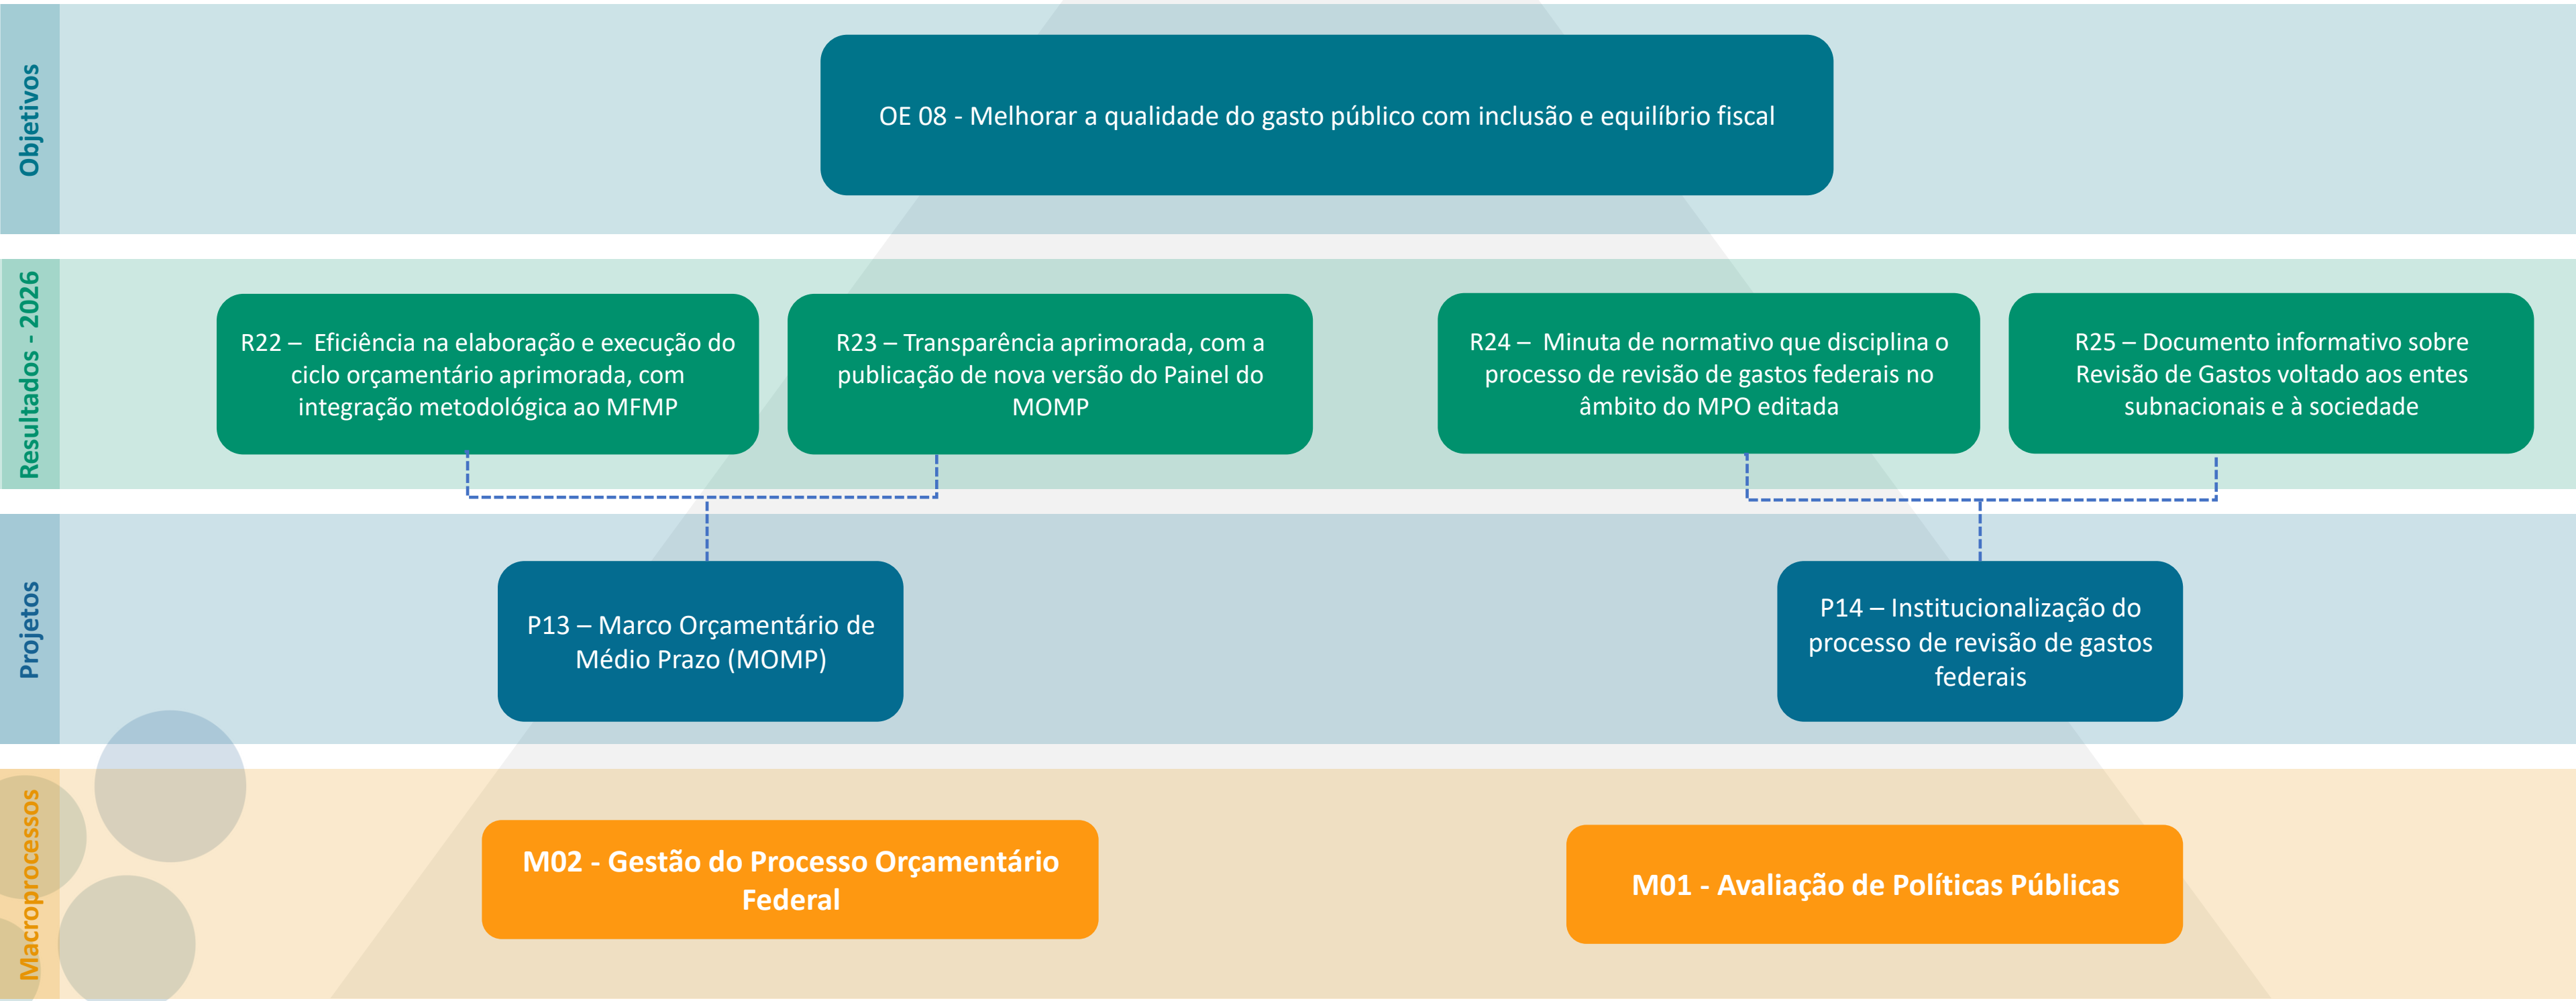 Objetivos
OE 08 - Melhorar a qualidade do gasto público com inclusão e equilíbrio fiscal
Resultados - 2026
R22 – Eficiência na elaboração e execução do
ciclo orçamentário aprimorada, com
integração metodológica ao MFMP
R23 – Transparência aprimorada, com a
publicação de nova versão do Painel do
MOMP
R24 – Minuta de normativo que disciplina o
processo de revisão de gastos federais no
âmbito do MPO editada
R25 – Documento informativo sobre
Revisão de Gastos voltado aos entes
subnacionais e à sociedade
Projetos
P13 – Marco Orçamentário de
Médio Prazo (MOMP)
P14 – Institucionalização do
processo de revisão de gastos
federais
Macroprocessos
M02 - Gestão do Processo Orçamentário
Federal
M01 - Avaliação de Políticas Públicas